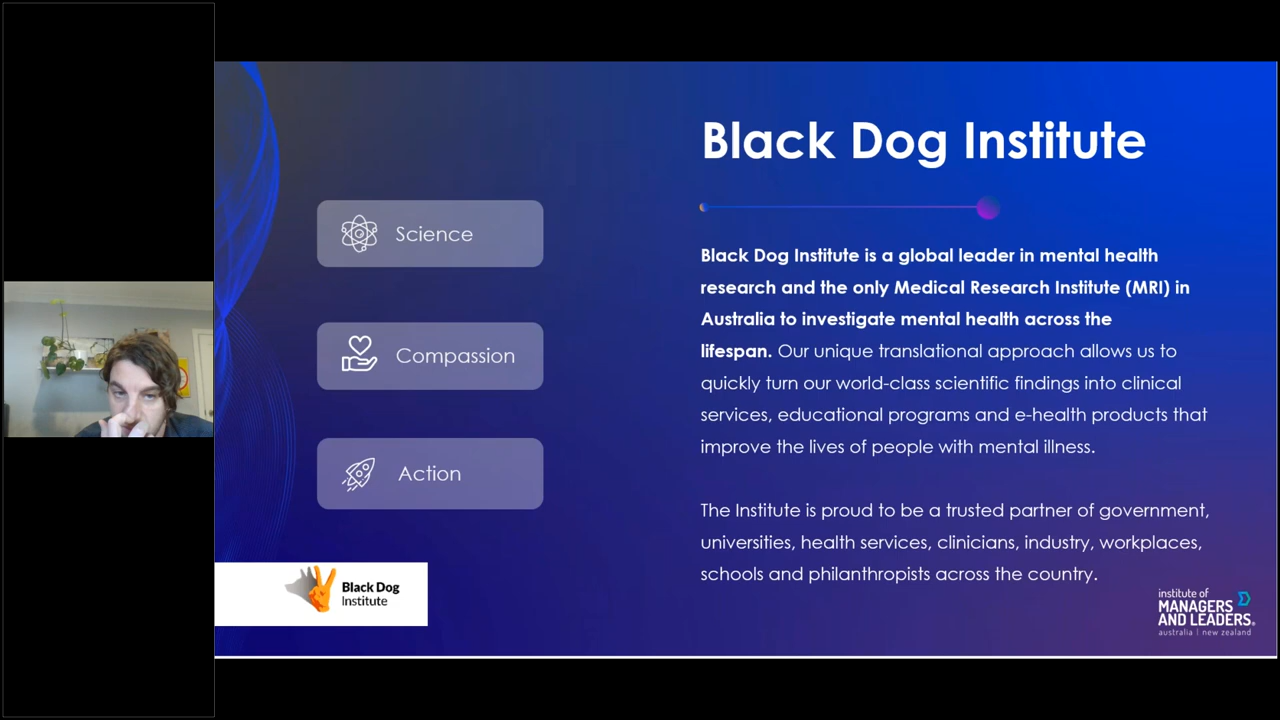 Black Dog Institute
Science
Compassion
Action
Black Dog Institute is a global leader in mental health
research and the only Medical Research Institute (MRI) in
Australia to investigate mental health across the
lifespan. Our unique translational approach allows us to
quickly turn our world-class scientific findings into clinical
services, educational programs and e-health products that
improve the lives of people with mental illness.
The Institute is proud to be a trusted partner of government,
universities, health services, clinicians, industry, workplaces,
schools and philanthropists across the country.
Black Dog
Institute
institute of
MANAGERS
AND LEADERS®
australia | new zealand